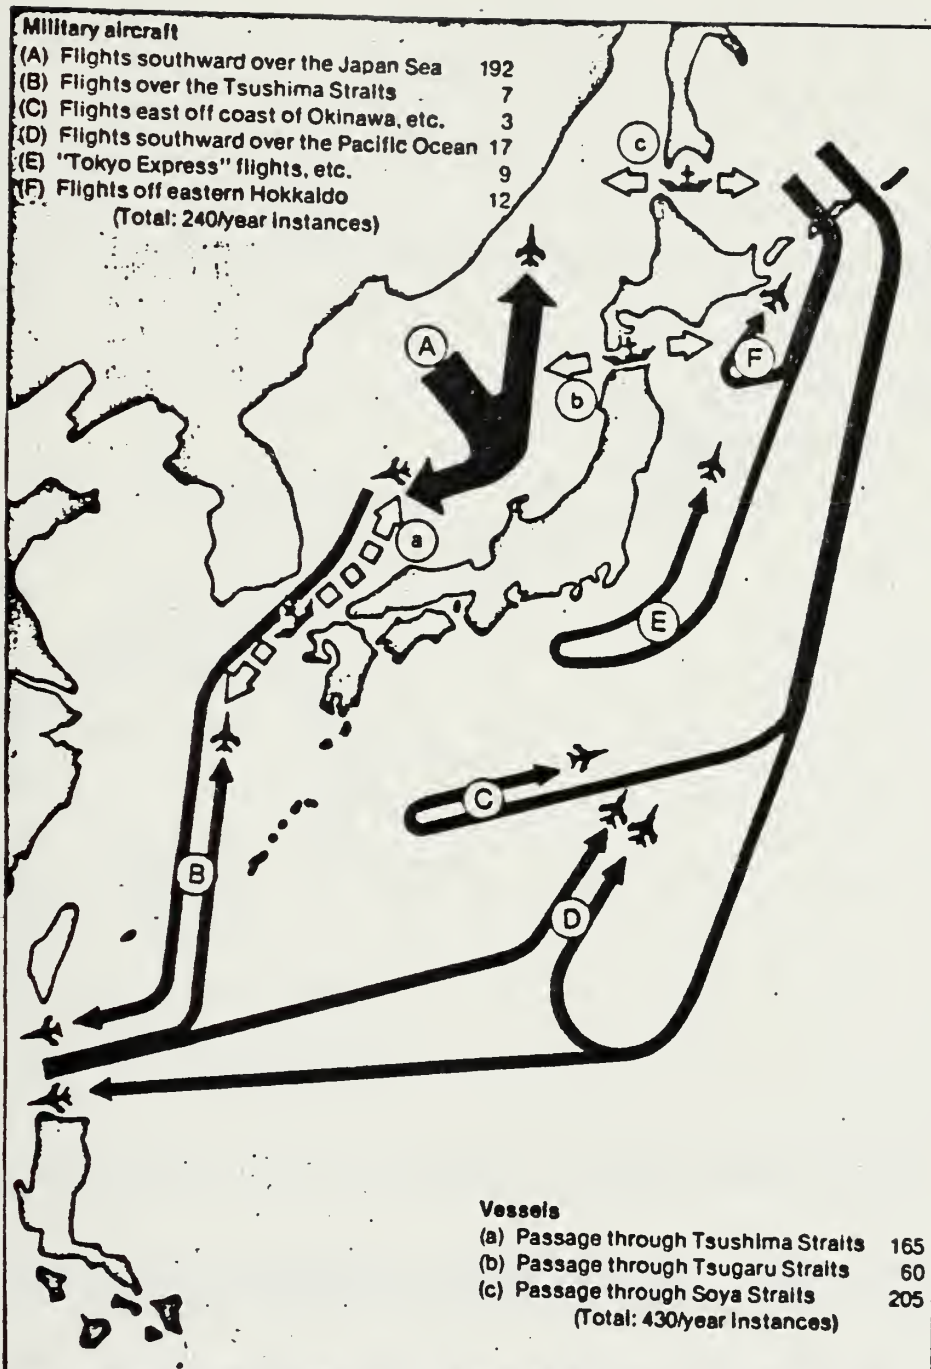 Military aircraft
(A) Flights southward over the Japan Sea 192
(B) Flights over the Tsushima Straits 7
(C) Flights east off coast of Okinawa, etc. 3
(D) Flights southward over the Pacific Ocean 17
(E) "Tokyo Express" flights, etc. 9
(F) Flights off eastern Hokkaido 12
(Total: 240/year instances)
c
A
F
b
a
E
C
B
D
Vessels
(a) Passage through Tsushima Straits 165
(b) Passage through Tsugaru Straits 60
(c) Passage through Soya Straits 205
(Total: 430/year instances)